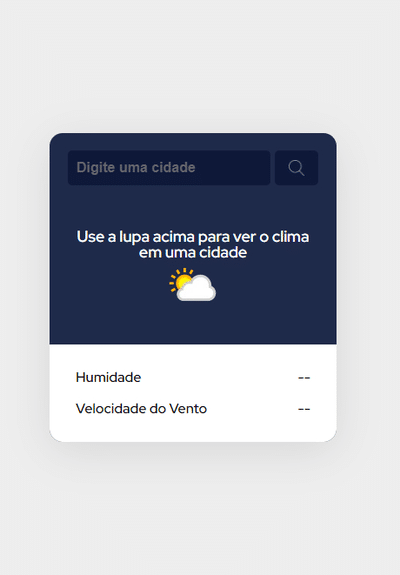 Digite uma cidade
Use a lupa acima para ver o clima
em uma cidade
Humidade --
Velocidade do Vento --